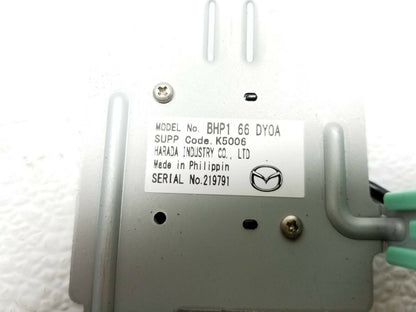 MODEL No. BHP1 66 DY0A
SUPP Code. K5006
HARADA INDUSTRY CO., LTD
Made in Philippin
SERIAL No. 219791